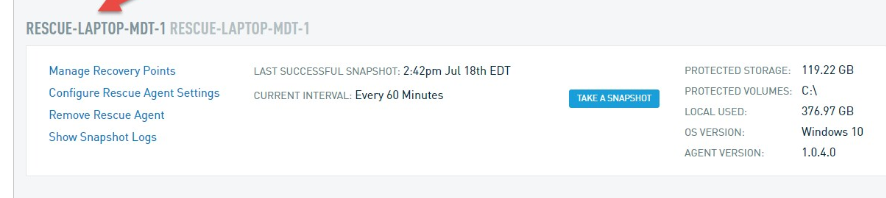 RESCUE-LAPTOP-MDT-1 RESCUE-LAPTOP-MDT-1
Manage Recovery Points
Configure Rescue Agent Settings
Remove Rescue Agent
Show Snapshot Logs
LAST SUCCESSFUL SNAPSHOT: 2:42pm Jul 18th EDT
CURRENT INTERVAL: Every 60 Minutes
TAKE A SNAPSHOT
PROTECTED STORAGE: 119.22 GB
PROTECTED VOLUMES: C:\
LOCAL USED: 376.97 GB
OS VERSION: Windows 10
AGENT VERSION: 1.0.4.0